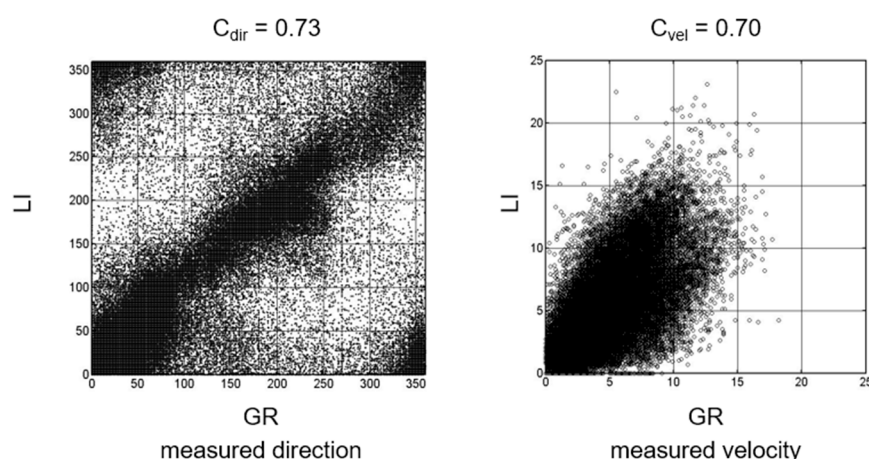 C_dir = 0.73
C_vel = 0.70
350
300
250
200
150
100
50
0
LI
0 50 100 150 200 250 300 350
GR
measured direction
25
20
15
10
5
0
LI
0 5 10 15 20 25
GR
measured velocity